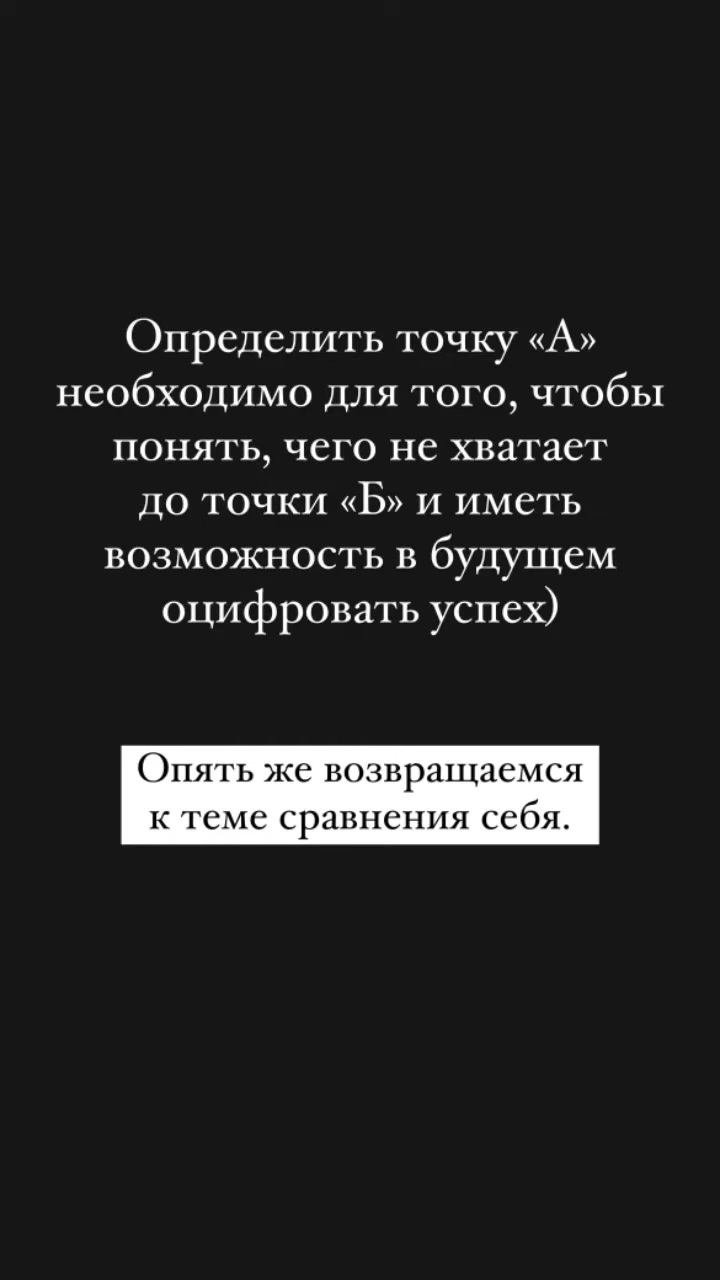 Определить точку «А»
необходимо для того, чтобы
понять, чего не хватает
до точки «Б» и иметь
возможность в будущем
оцифровать успех)
Опять же возвращаемся
к теме сравнения себя.